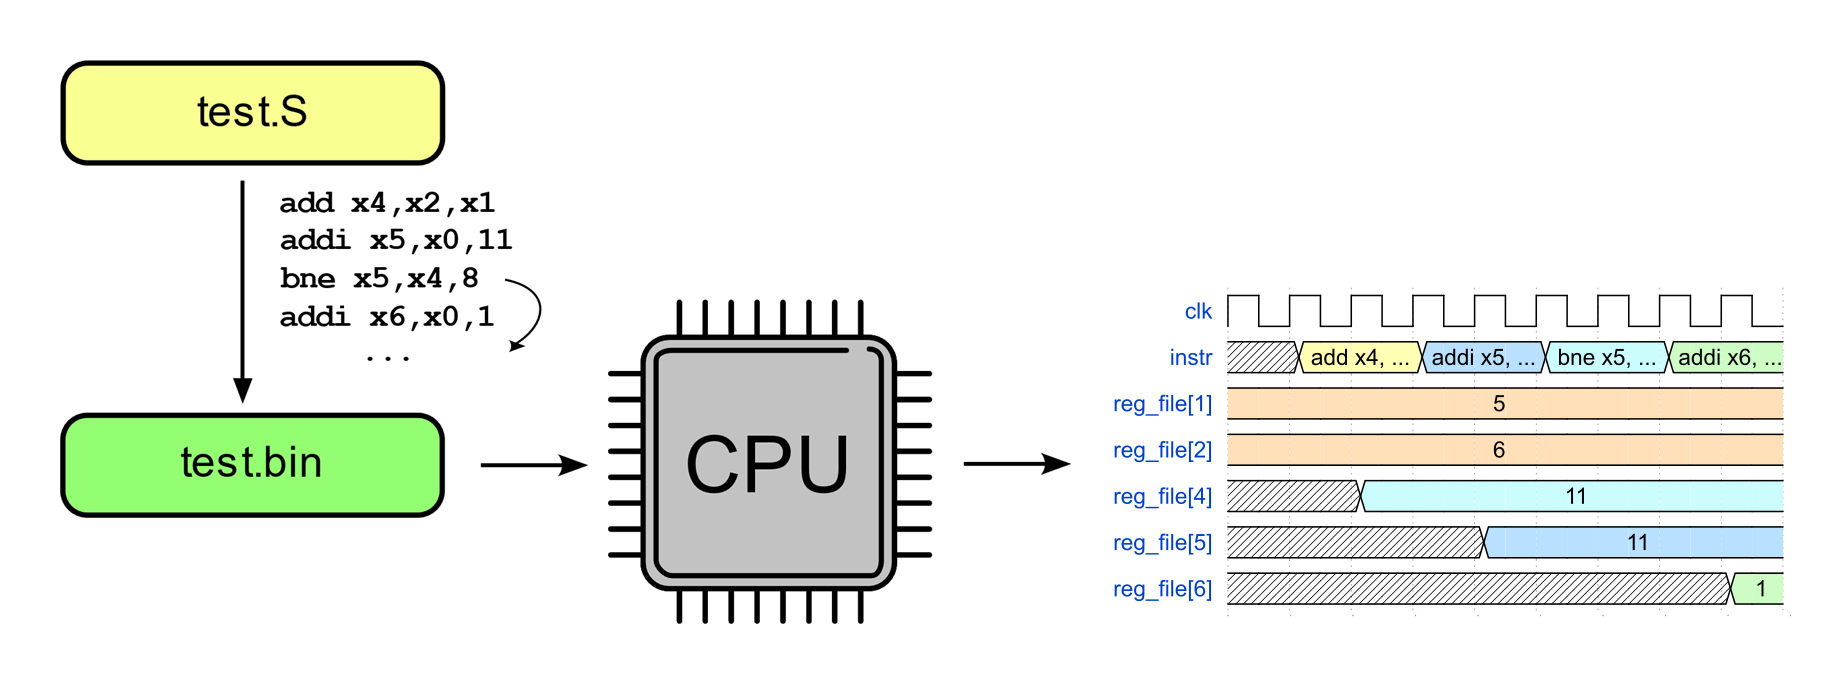 test.S
add x4,x2,x1
addi x5,x0,11
bne x5,x4,8
addi x6,x0,1
...
test.bin
CPU
clk
instr add x4, ... addi x5, ... bne x5, ... addi x6, ...
reg_file[1] 5
reg_file[2] 6
reg_file[4] 11
reg_file[5] 11
reg_file[6] 1